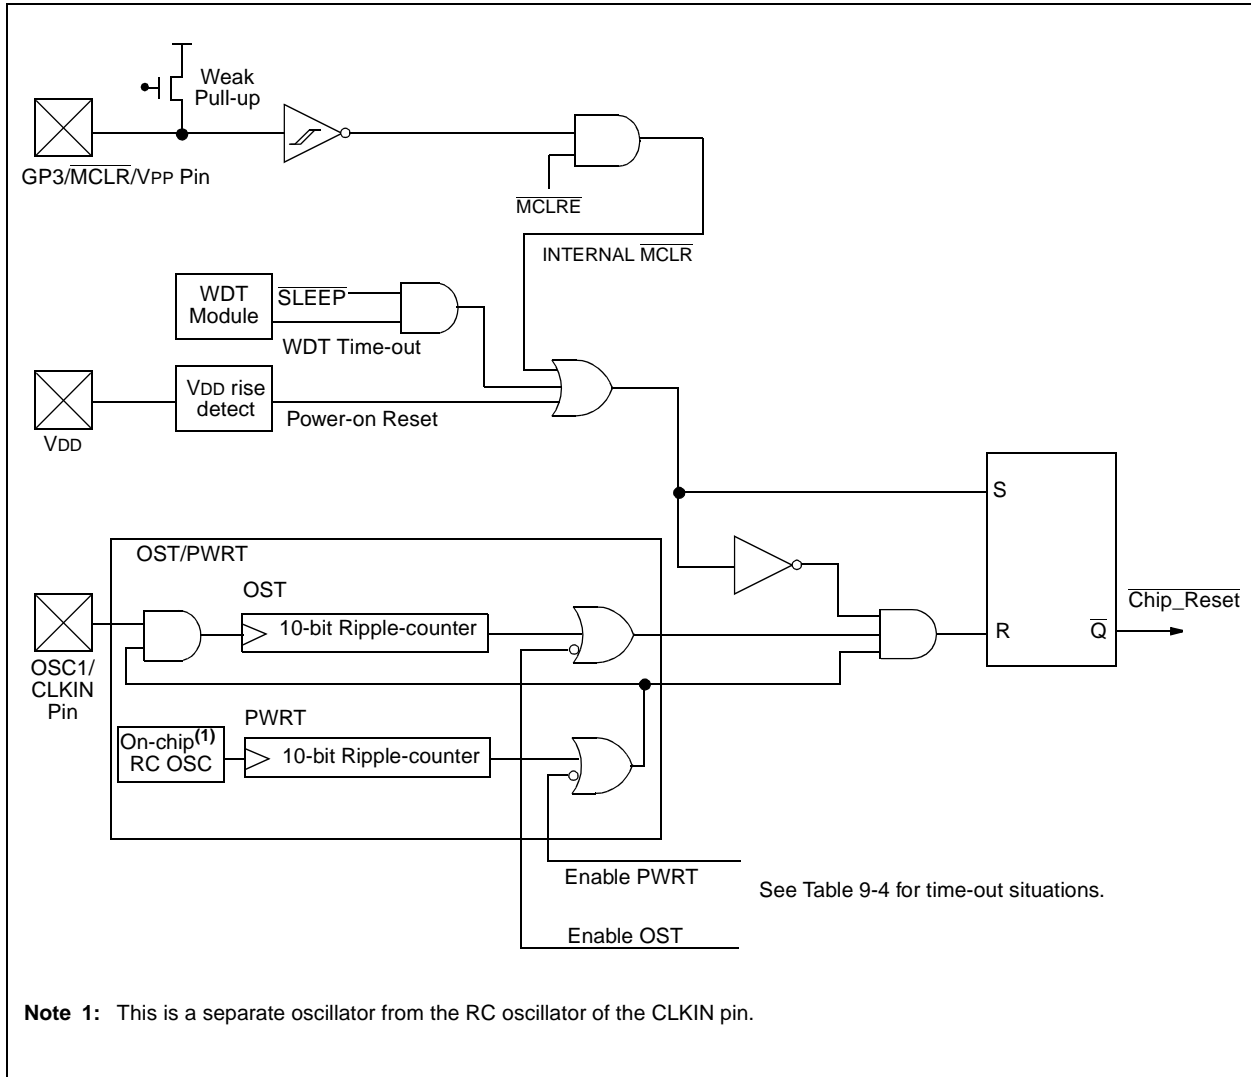 Weak
Pull-up
GP3/MCLR/VPP Pin
MCLRE
INTERNAL MCLR
WDT
Module
SLEEP
WDT Time-out
VDD rise
detect
Power-on Reset
VDD
S
OST/PWRT
OST
10-bit Ripple-counter
Chip_Reset
R
Q
OSC1/
CLKIN
Pin
PWRT
On-chip(1)
RC OSC
10-bit Ripple-counter
Enable PWRT
See Table 9-4 for time-out situations.
Enable OST
Note 1: This is a separate oscillator from the RC oscillator of the CLKIN pin.